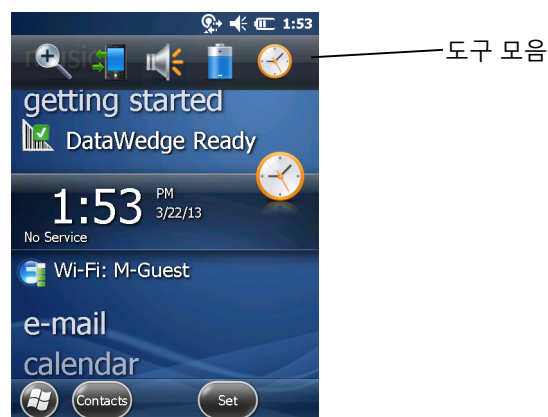 1:53
도구 모음
music
getting started
DataWedge Ready
1:53 PM
3/22/13
No Service
Wi-Fi: M-Guest
e-mail
calendar
Contacts
Set